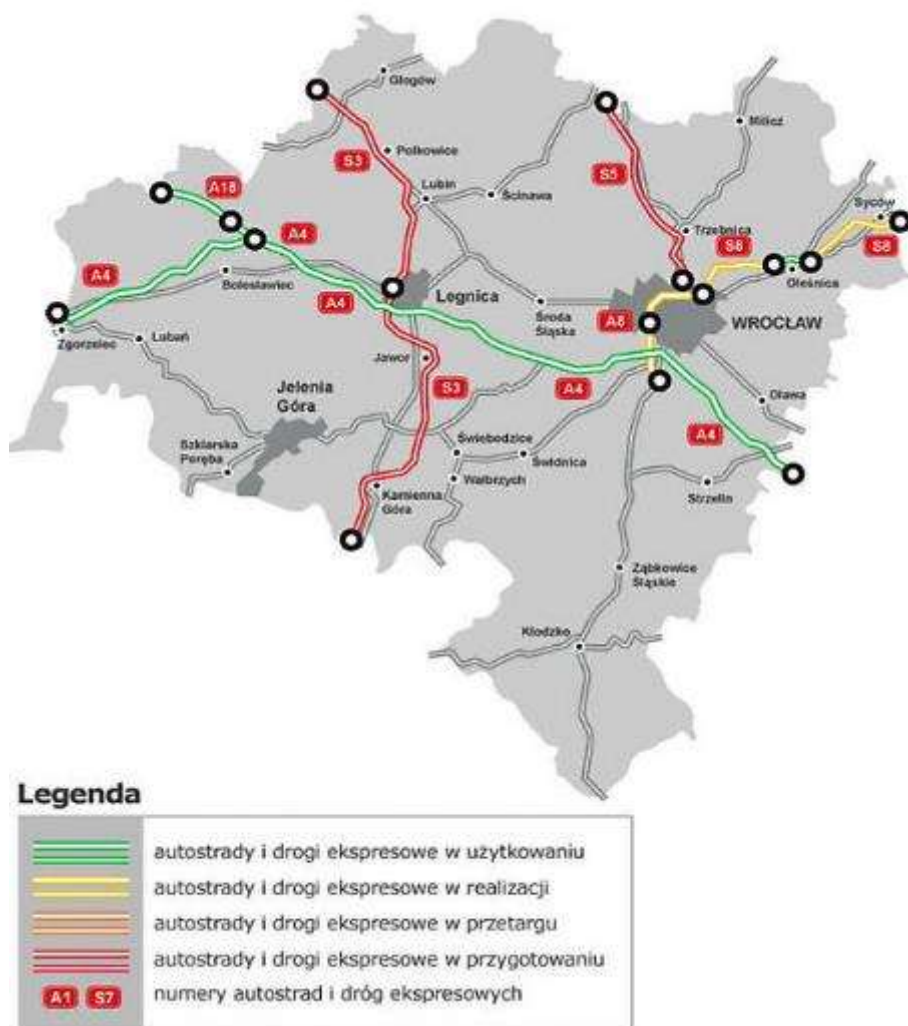 Głogów
Milicz
S3
Polkowice
A18
Lubin
Ścinawa
S5
Syców
Trzebnica
S8
S8
A4
A4
Oleśnica
Bolesławiec
A4
Legnica
Środa
Śląska
A8
WROCŁAW
Zgorzelec
Lubań
Jawor
S3
A4
Jelenia
Góra
Oława
A4
Szklarska
Poręba
Świebodzice
Świdnica
Wałbrzych
Kamienna
Góra
Strzelin
Ząbkowice
Śląskie
Kłodzko
Legenda
autostrady i drogi ekspresowe w użytkowaniu
autostrady i drogi ekspresowe w realizacji
autostrady i drogi ekspresowe w przetargu
autostrady i drogi ekspresowe w przygotowaniu
A1 S7 numery autostrad i dróg ekspresowych